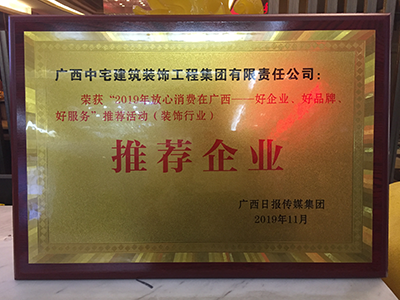 广西中宅建筑装饰工程集团有限责任公司：
荣获“2019年放心消费在广西——好企业、好品牌、
好服务”推荐活动（装饰行业）
推荐企业
广西日报传媒集团
2019年11月